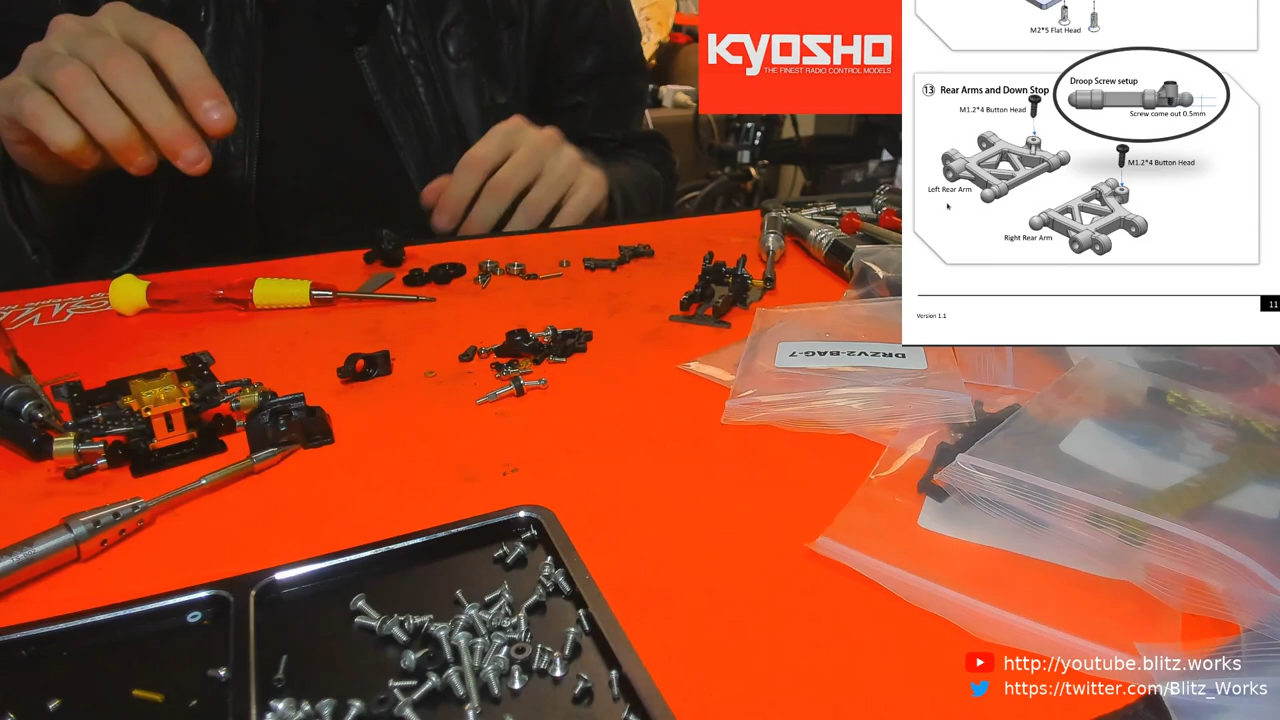 KYOSHO
THE FINEST RADIO CONTROL MODELS
M2*5 Flat Head
13 Rear Arms and Down Stop
Droop Screw setup
Screw come out 0.5mm
M1.2*4 Button Head
M1.2*4 Button Head
Left Rear Arm
Right Rear Arm
11
Version 1.1
DRZV2-BAG-7
http://youtube.blitz.works
https://twitter.com/Blitz_Works